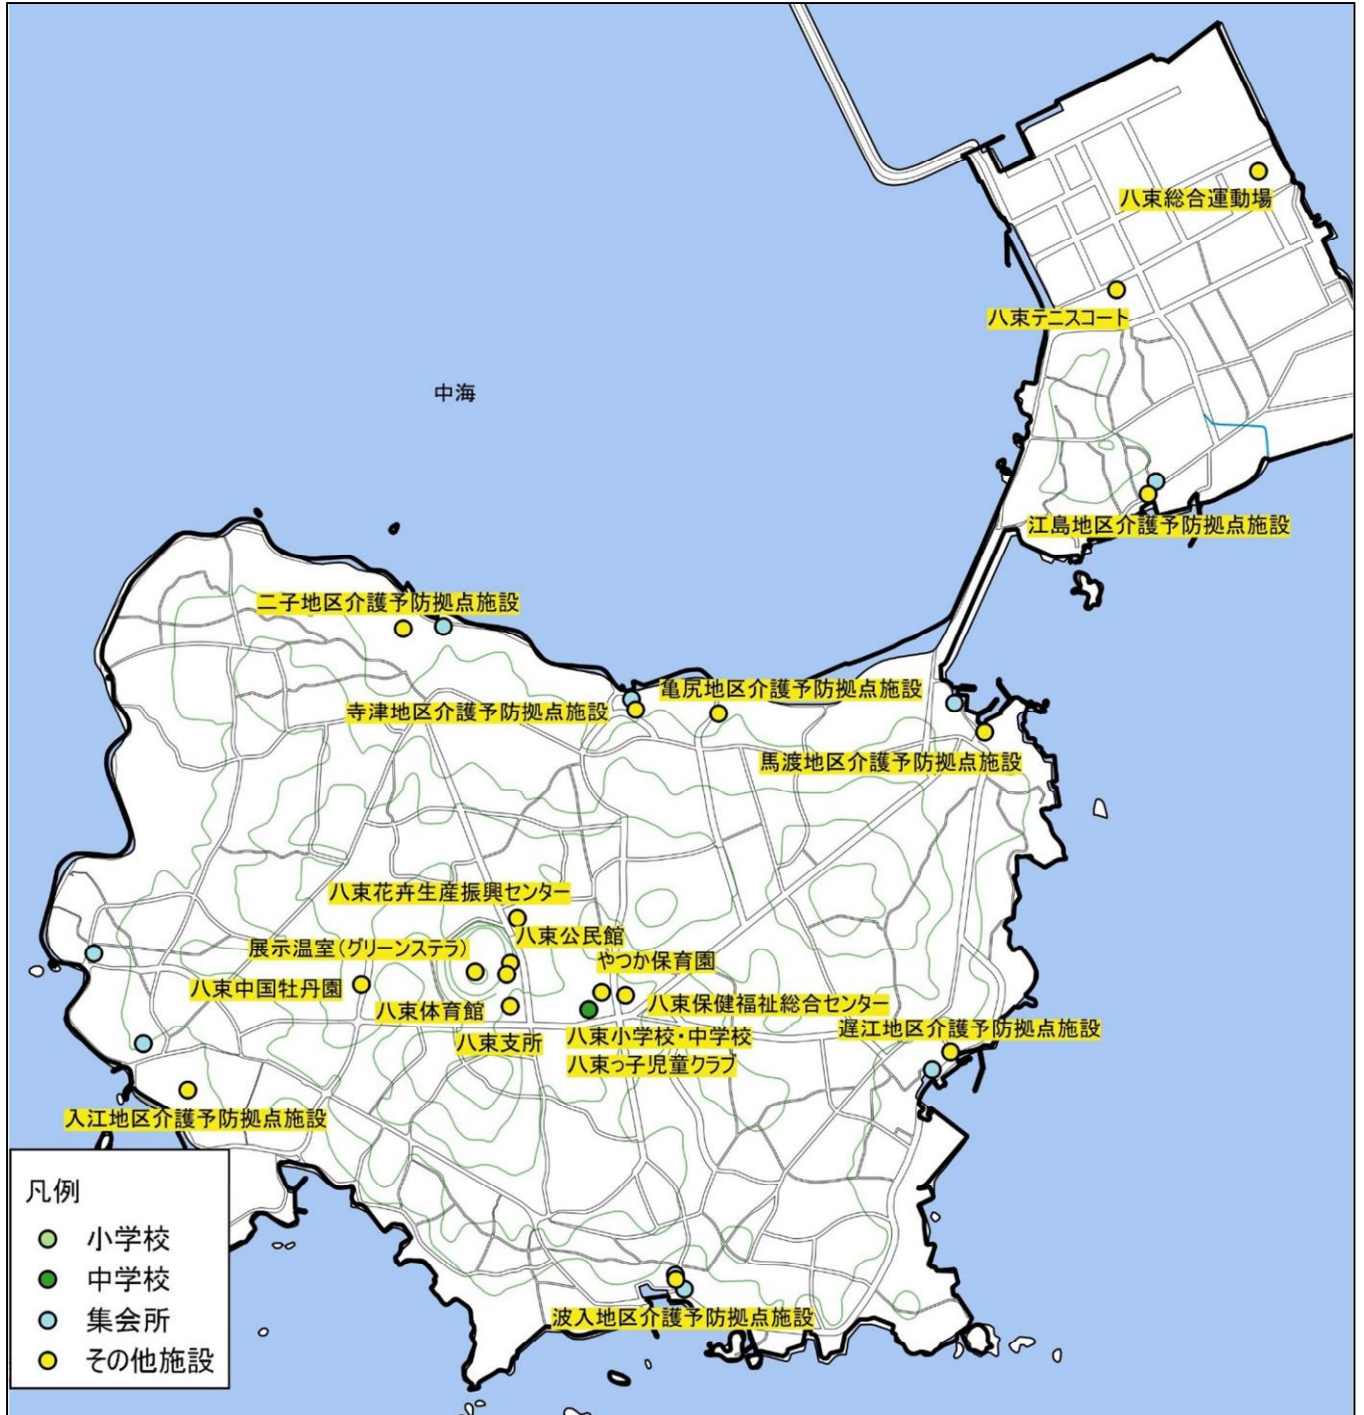 八束総合運動場
八束テニスコート
中海
江島地区介護予防拠点施設
二子地区介護予防拠点施設
亀尻地区介護予防拠点施設
寺津地区介護予防拠点施設
馬渡地区介護予防拠点施設
八束花卉生産振興センター
八束公民館
展示温室(グリーンステラ)
やつか保育園
八束中国牡丹園
八束保健福祉総合センター
八束体育館
遅江地区介護予防拠点施設
八束小学校・中学校
八束支所
八束っ子児童クラブ
入江地区介護予防拠点施設
波入地区介護予防拠点施設
凡例
小学校
中学校
集会所
その他施設